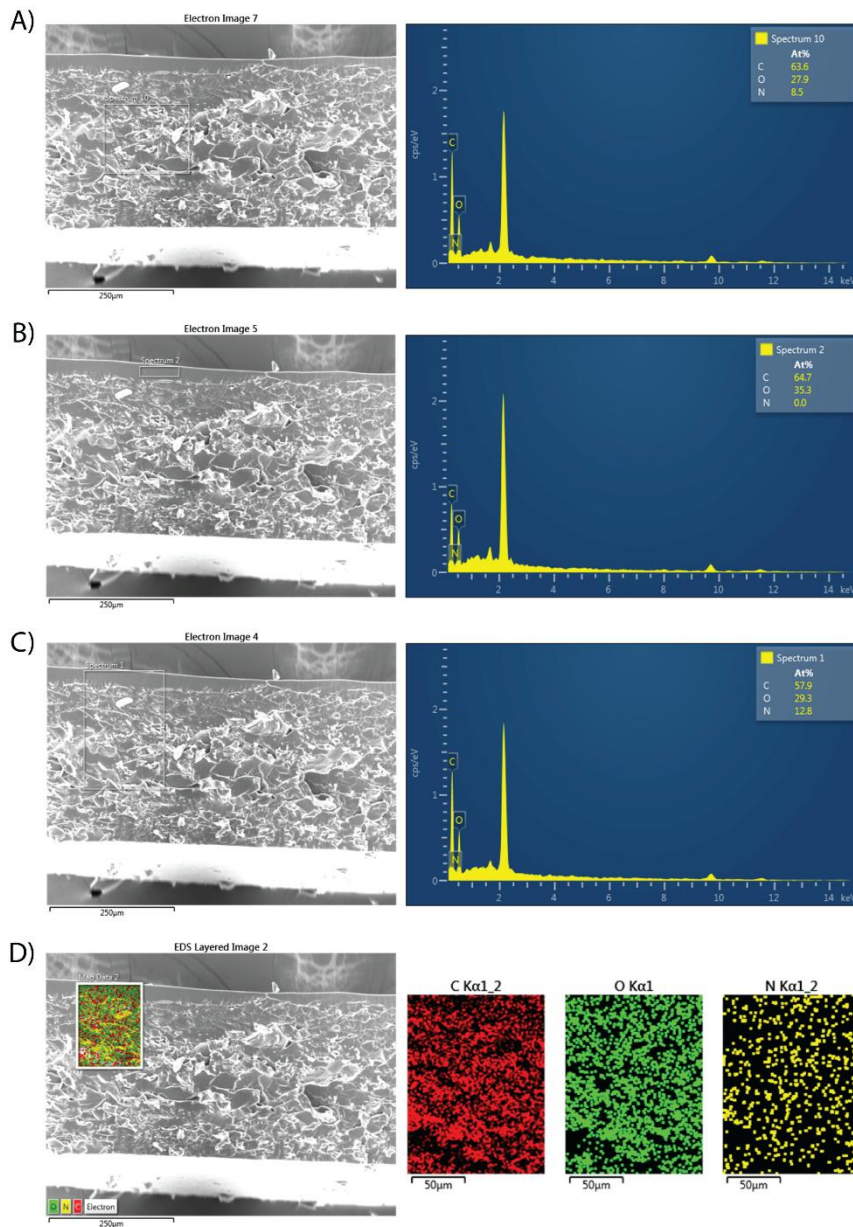 A)
Electron Image 7
Spectrum 10
250µm
Spectrum 10
At%
C 63.6
O 27.9
N 8.5
cps/eV
2
1
0
C
O
N
2 4 6 8 10 12 14 keV
B)
Electron Image 5
Spectrum 2
250µm
Spectrum 2
At%
C 64.7
O 35.3
N 0.0
cps/eV
2
1
0
C
O
N
2 4 6 8 10 12 14 keV
C)
Electron Image 4
Spectrum 1
250µm
Spectrum 1
At%
C 57.9
O 29.3
N 12.8
cps/eV
2
1
0
C
O
N
2 4 6 8 10 12 14 keV
D)
EDS Layered Image 2
Map Data 2
O N C Electron
250µm
C Kα1_2
50µm
O Kα1
50µm
N Kα1_2
50µm